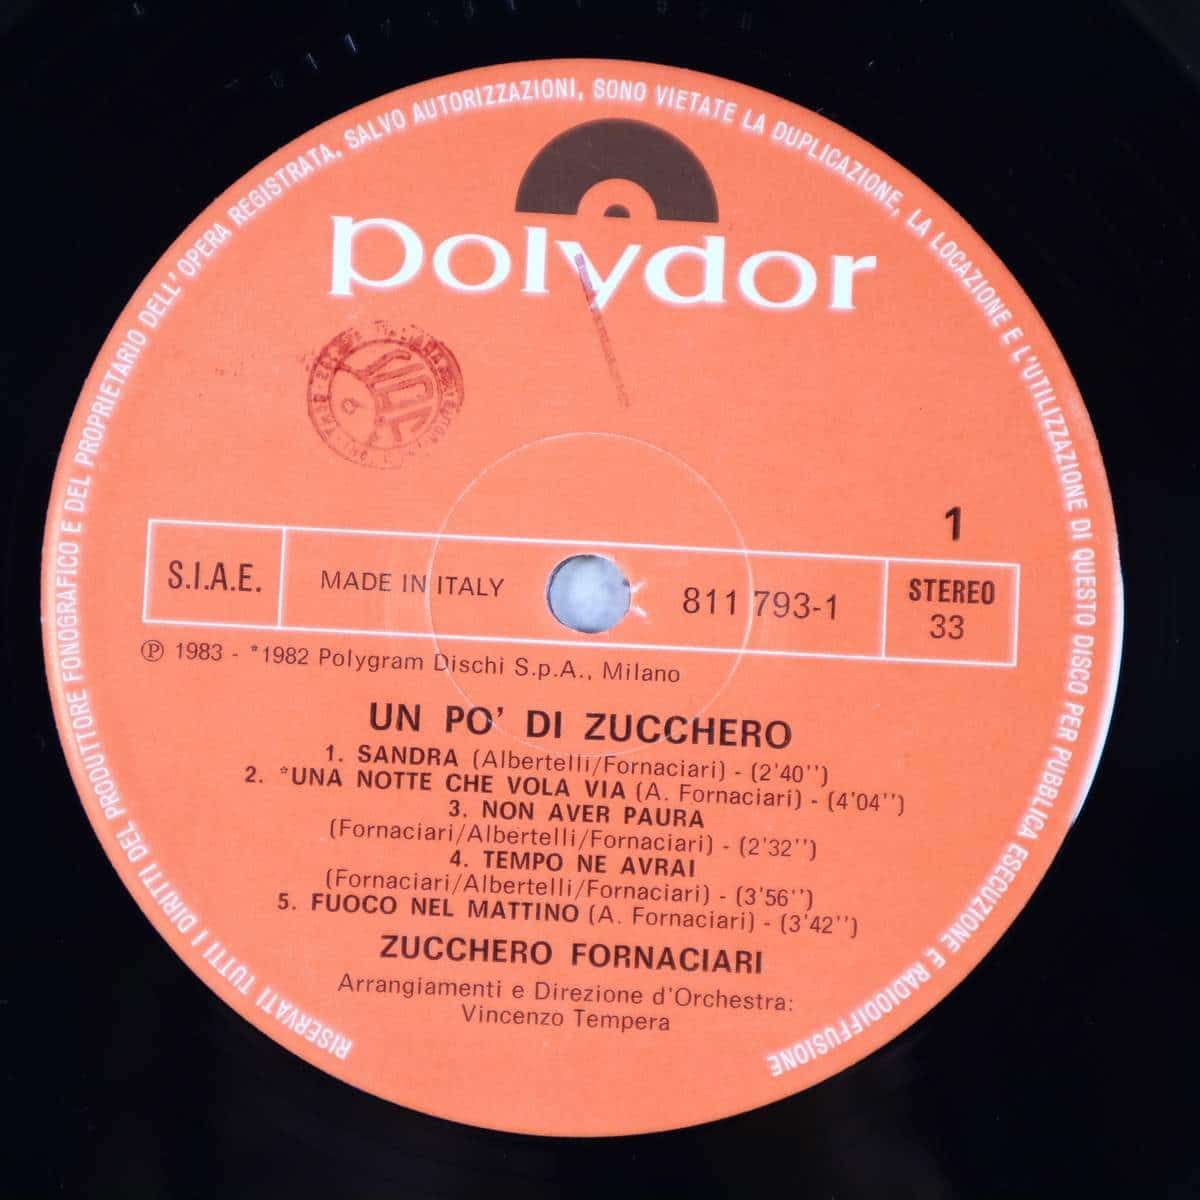 RISERVATI TUTTI I DIRITTI DEL PRODUTTORE FONOGRAFICO E DEL PROPRIETARIO DELL' OPERA REGISTRATA, SALVO AUTORIZZAZIONI, SONO VIETATE LA DUPLICAZIONE, LA LOCAZIONE E L'UTILIZZAZIONE DI QUESTO DISCO PER PUBBLICA ESECUZIONE E RADIODIFFUSIONE
polydor
1
S.I.A.E.
MADE IN ITALY
811 793-1
STEREO
33
℗ 1983 - *1982 Polygram Dischi S.p.A., Milano
UN PO' DI ZUCCHERO
1. SANDRA (Albertelli/Fornaciari) - (2'40'')
2. *UNA NOTTE CHE VOLA VIA (A. Fornaciari) - (4'04'')
3. NON AVER PAURA
(Fornaciari/Albertelli/Fornaciari) - (2'32'')
4. TEMPO NE AVRAI
(Fornaciari/Albertelli/Fornaciari) - (3'56'')
5. FUOCO NEL MATTINO (A. Fornaciari) - (3'42'')
ZUCCHERO FORNACIARI
Arrangiamenti e Direzione d'Orchestra:
Vincenzo Tempera